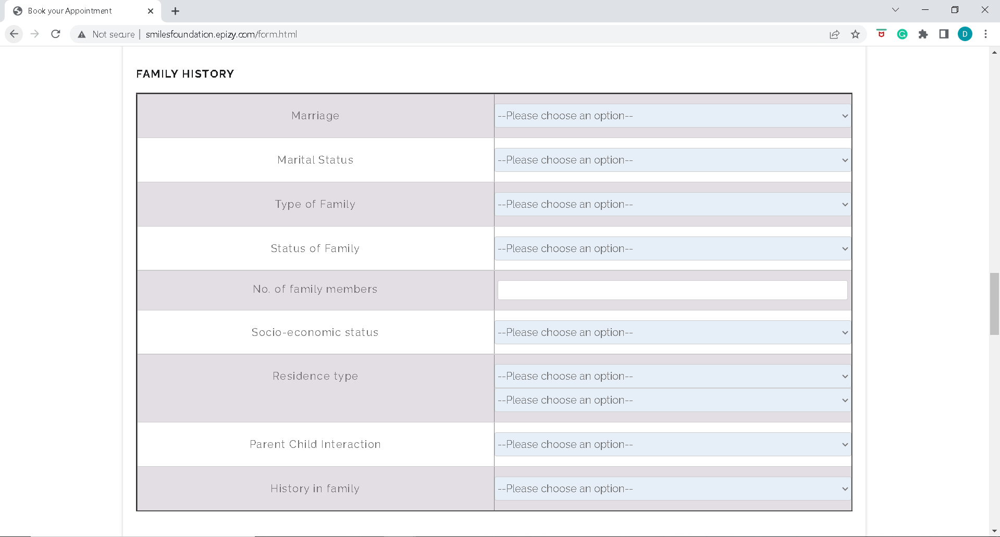 Book your Appointment
Not secure | smilesfoundation.epizy.com/form.html
D
FAMILY HISTORY
Marriage --Please choose an option--
Marital Status --Please choose an option--
Type of Family --Please choose an option--
Status of Family --Please choose an option--
No. of family members
Socio-economic status --Please choose an option--
Residence type --Please choose an option--
--Please choose an option--
Parent Child Interaction --Please choose an option--
History in family --Please choose an option--